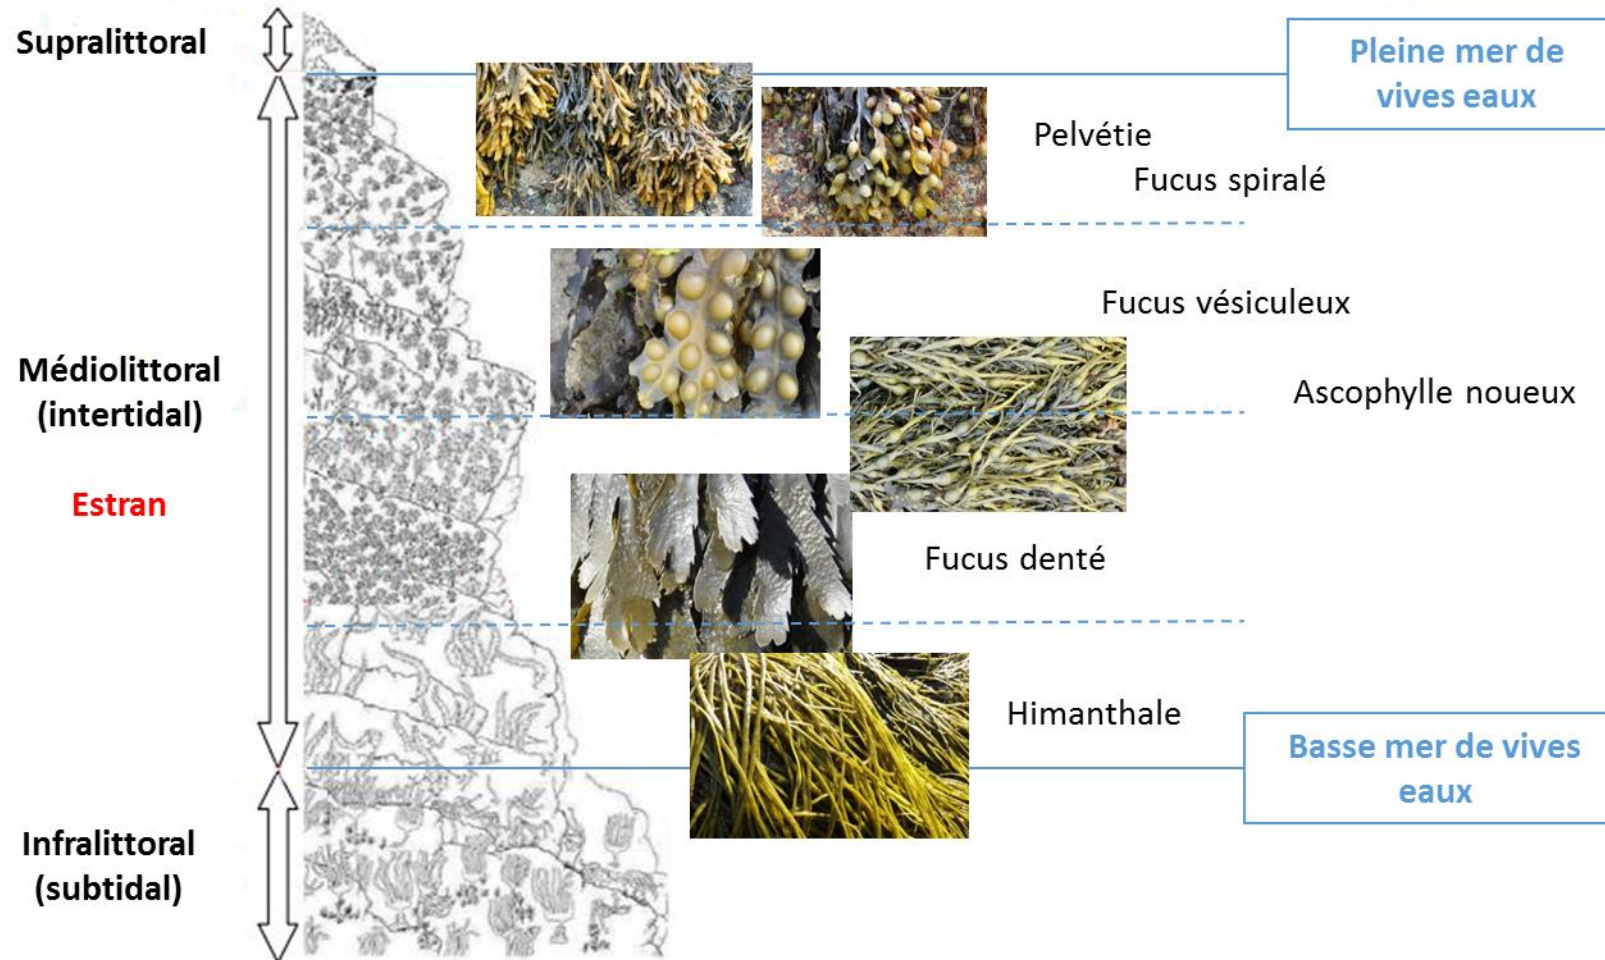 Supralittoral
Pleine mer de
vives eaux
Pelvétie
Fucus spiralé
Fucus vésiculeux
Médiolittoral
(intertidal)
Ascophylle noueux
Estran
Fucus denté
Himanthale
Basse mer de vives
eaux
Infralittoral
(subtidal)